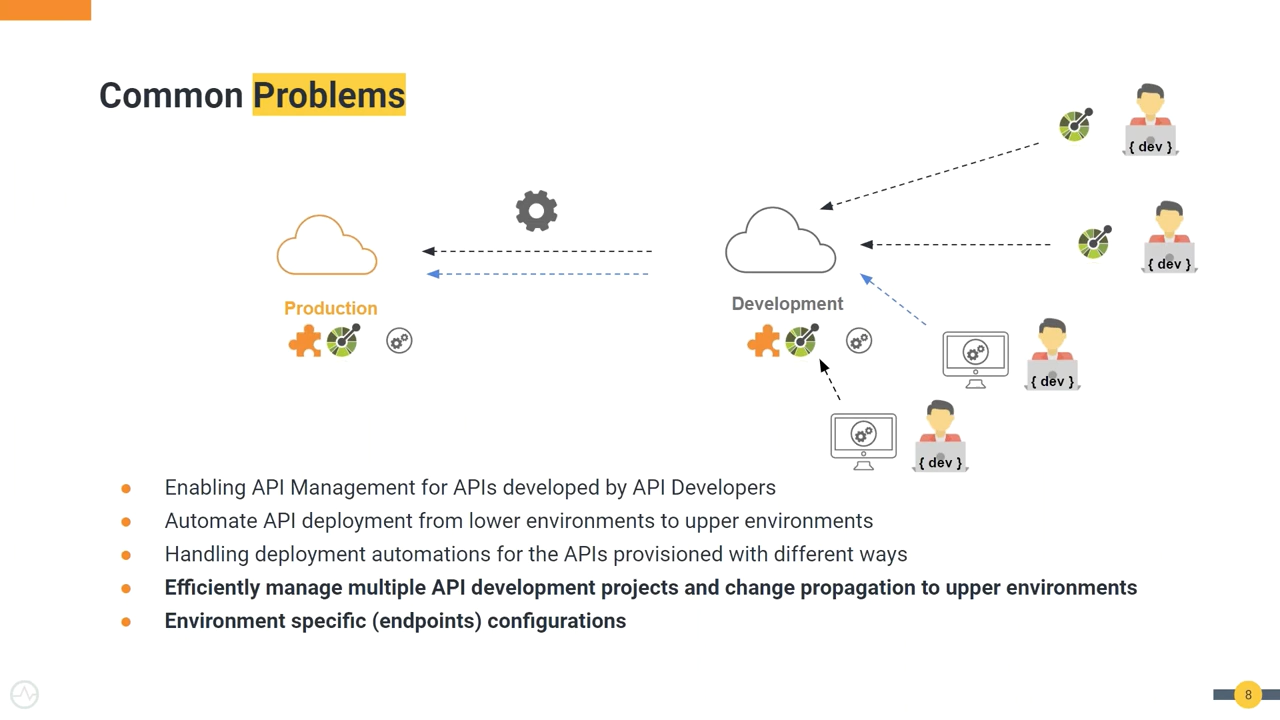 Common Problems
{ dev }
{ dev }
Production
Development
{ dev }
{ dev }
Enabling API Management for APIs developed by API Developers
Automate API deployment from lower environments to upper environments
Handling deployment automations for the APIs provisioned with different ways
Efficiently manage multiple API development projects and change propagation to upper environments
Environment specific (endpoints) configurations
8